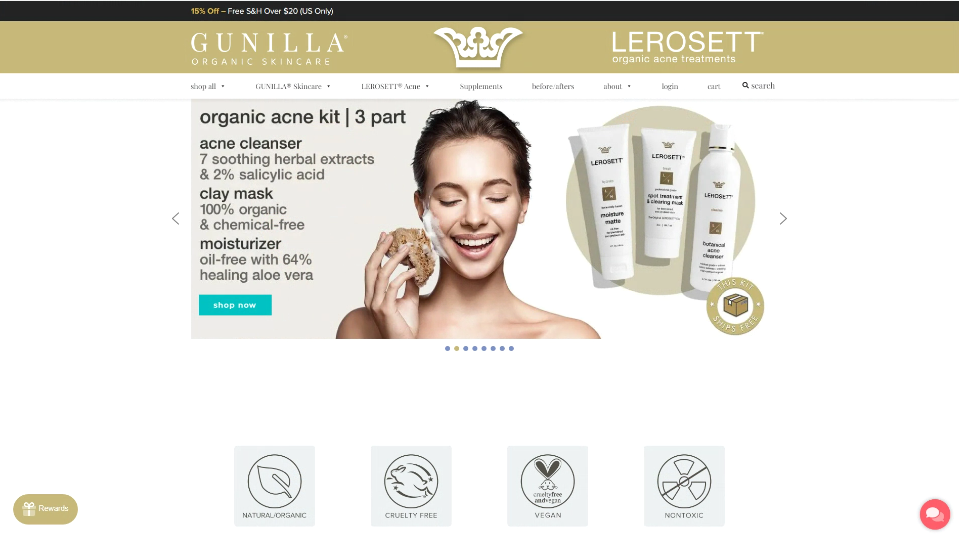 15% Off – Free S&H Over $20 (US Only)
GUNILLA®
ORGANIC SKINCARE
LEROSETT®
organic acne treatments
shop all
GUNILLA® Skincare
LEROSETT® Acne
Supplements
before/afters
about
login
cart
search
organic acne kit | 3 part
acne cleanser
7 soothing herbal extracts
& 2% salicylic acid
clay mask
100% organic
& chemical-free
moisturizer
oil-free with 64%
healing aloe vera
shop now
LEROSETT
moisture
matte
LEROSETT
spot treatment
& clearing mask
LEROSETT
botanical
acne
cleanser
THIS KIT
SHIPS FREE
NATURAL/ORGANIC
CRUELTY FREE
crueltyfree
andvegan
VEGAN
NONTOXIC
Rewards